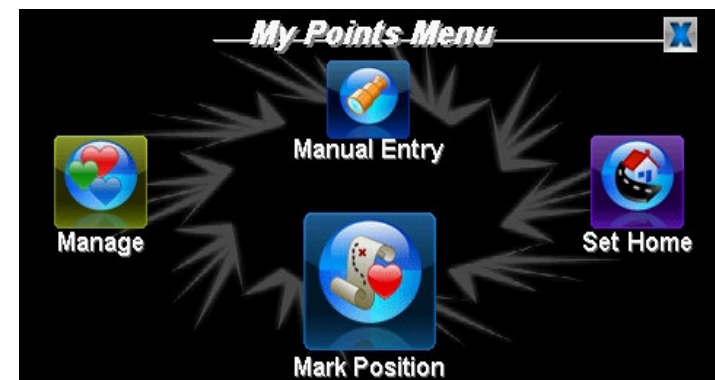 My Points Menu
Manual Entry
Manage
Set Home
Mark Position